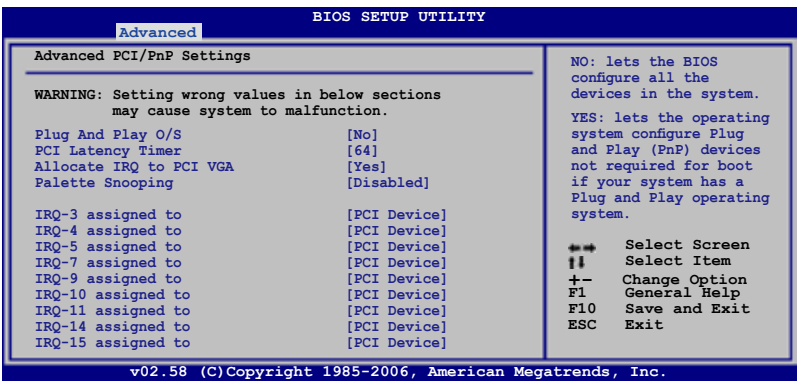 BIOS SETUP UTILITY
Advanced
Advanced PCI/PnP Settings
WARNING: Setting wrong values in below sections
may cause system to malfunction.
Plug And Play O/S [No]
PCI Latency Timer [64]
Allocate IRQ to PCI VGA [Yes]
Palette Snooping [Disabled]
IRQ-3 assigned to [PCI Device]
IRQ-4 assigned to [PCI Device]
IRQ-5 assigned to [PCI Device]
IRQ-7 assigned to [PCI Device]
IRQ-9 assigned to [PCI Device]
IRQ-10 assigned to [PCI Device]
IRQ-11 assigned to [PCI Device]
IRQ-14 assigned to [PCI Device]
IRQ-15 assigned to [PCI Device]
NO: lets the BIOS
configure all the
devices in the system.
YES: lets the operating
system configure Plug
and Play (PnP) devices
not required for boot
if your system has a
Plug and Play operating
system.
Select Screen
Select Item
+- Change Option
F1 General Help
F10 Save and Exit
ESC Exit
v02.58 (C)Copyright 1985-2006, American Megatrends, Inc.